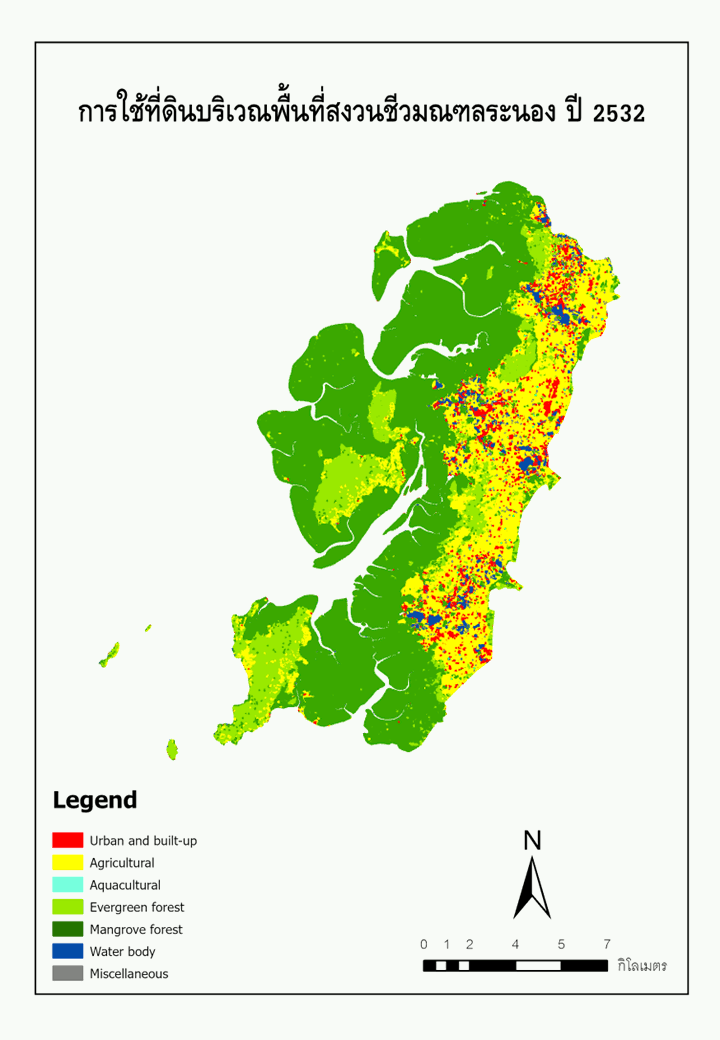 การใช้ที่ดินบริเวณพื้นที่สงวนชีวมณฑลระนอง ปี 2532
Legend
Urban and built-up
Agricultural
Aquacultural
Evergreen forest
Mangrove forest
Water body
Miscellaneous
N
0 1 2 4 5 7
กิโลเมตร